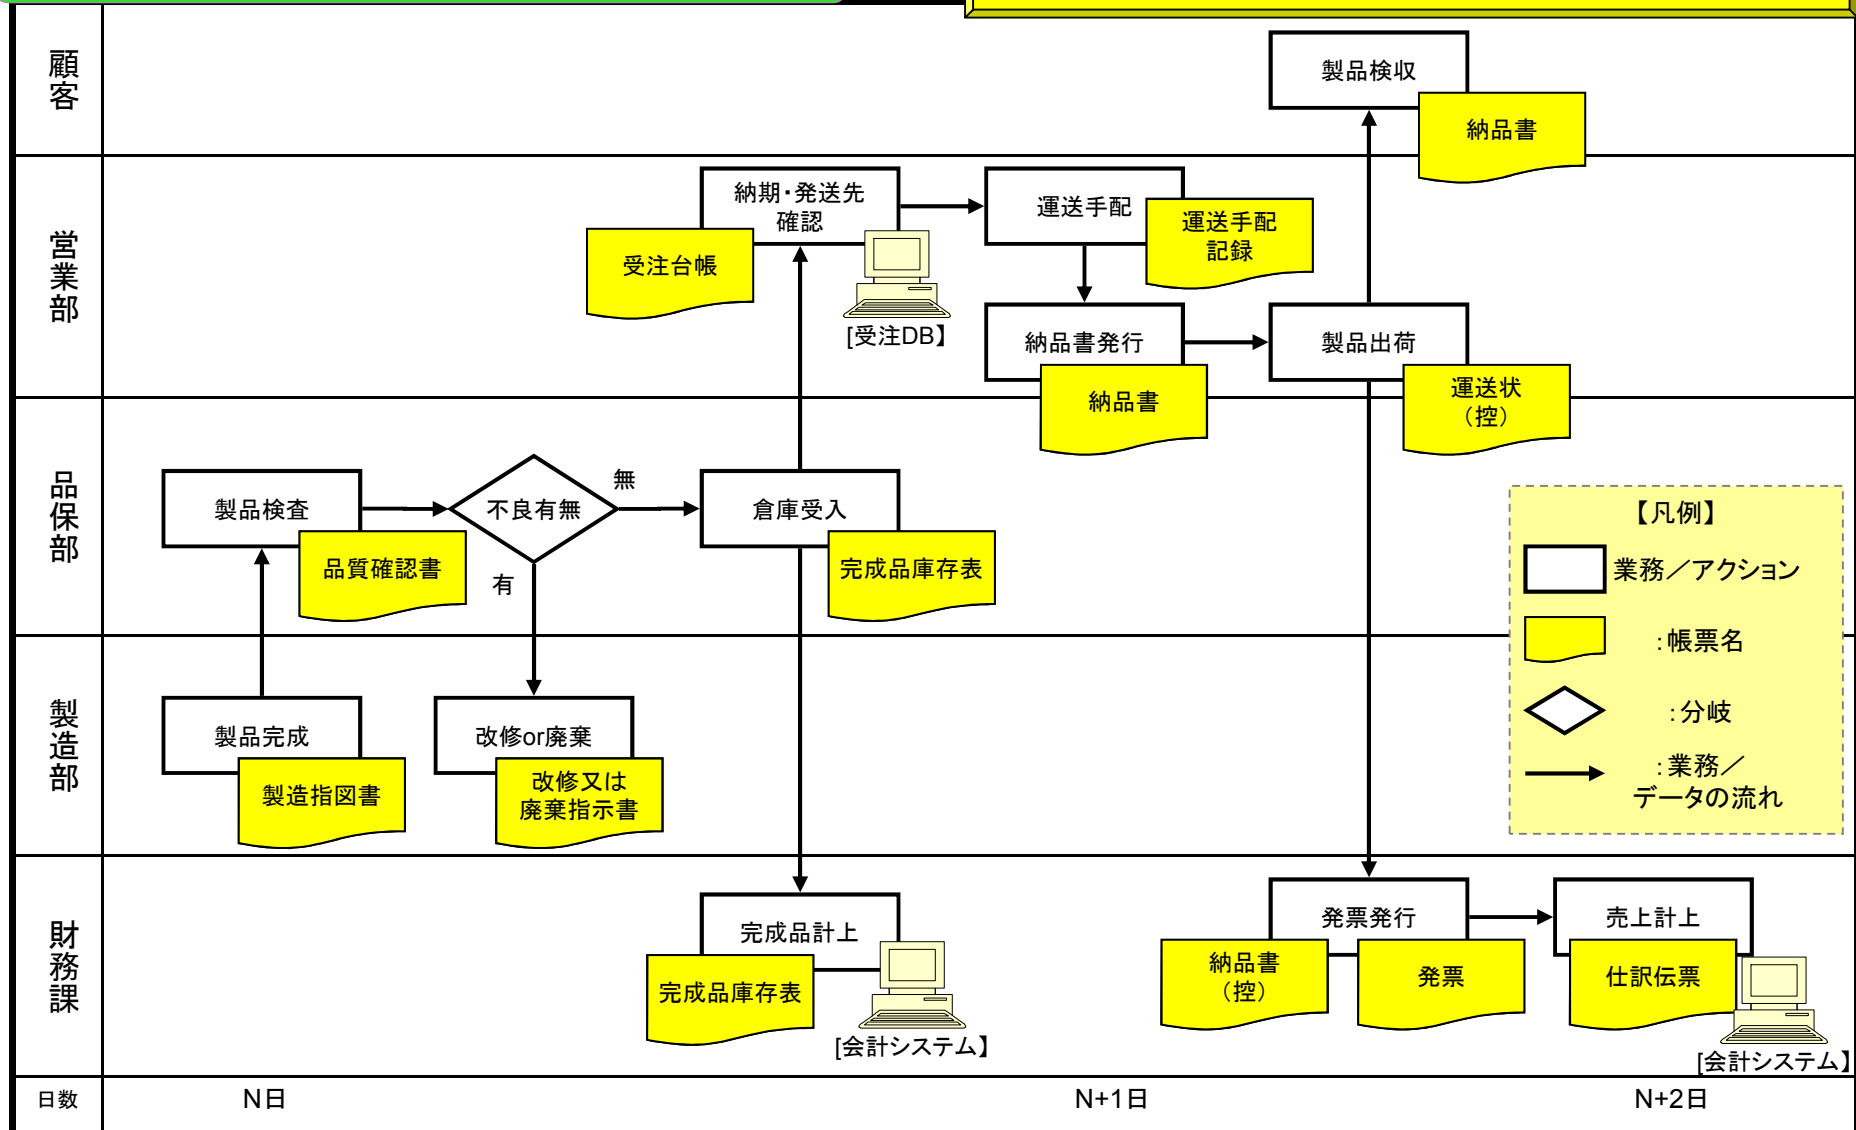 顧客
製品検収
納品書
営業部
納期・発送先
確認
受注台帳
[受注DB】
運送手配
運送手配
記録
納品書発行
納品書
製品出荷
運送状
（控）
品保部
製品検査
品質確認書
不良有無
無
有
倉庫受入
完成品庫存表
【凡例】
業務／アクション
：帳票名
：分岐
：業務／
データの流れ
製造部
製品完成
製造指図書
改修or廃棄
改修又は
廃棄指示書
財務課
完成品計上
完成品庫存表
[会計システム】
発票発行
納品書
（控）
発票
売上計上
仕訳伝票
[会計システム】
日数
N日
N+1日
N+2日